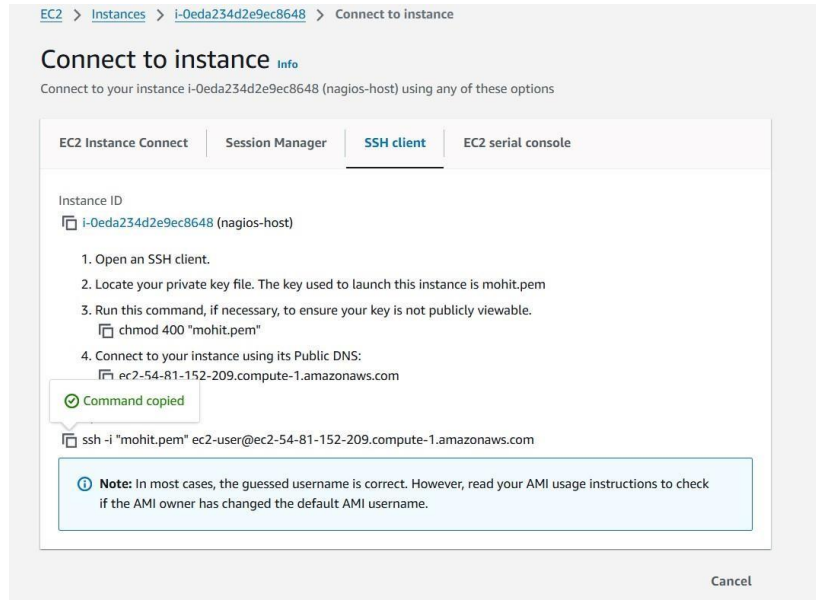 EC2 > Instances > i-0eda234d2e9ec8648 > Connect to instance
Connect to instance Info
Connect to your instance i-0eda234d2e9ec8648 (nagios-host) using any of these options
EC2 Instance Connect Session Manager SSH client EC2 serial console
Instance ID
i-0eda234d2e9ec8648 (nagios-host)
1. Open an SSH client.
2. Locate your private key file. The key used to launch this instance is mohit.pem
3. Run this command, if necessary, to ensure your key is not publicly viewable.
chmod 400 "mohit.pem"
4. Connect to your instance using its Public DNS:
ec2-54-81-152-209.compute-1.amazonaws.com
Command copied
ssh -i "mohit.pem" ec2-user@ec2-54-81-152-209.compute-1.amazonaws.com
Note: In most cases, the guessed username is correct. However, read your AMI usage instructions to check
if the AMI owner has changed the default AMI username.
Cancel